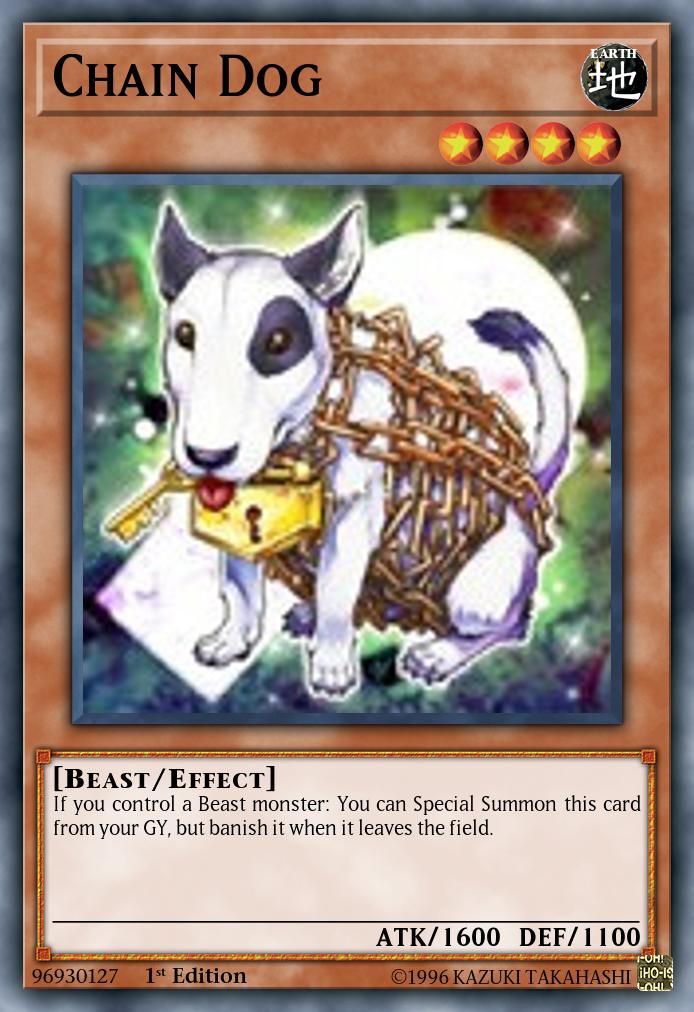 Chain Dog
EARTH
地
[Beast/Effect]
If you control a Beast monster: You can Special Summon this card
from your GY, but banish it when it leaves the field.
ATK/1600 DEF/1100
96930127 1st Edition ©1996 KAZUKI TAKAHASHI